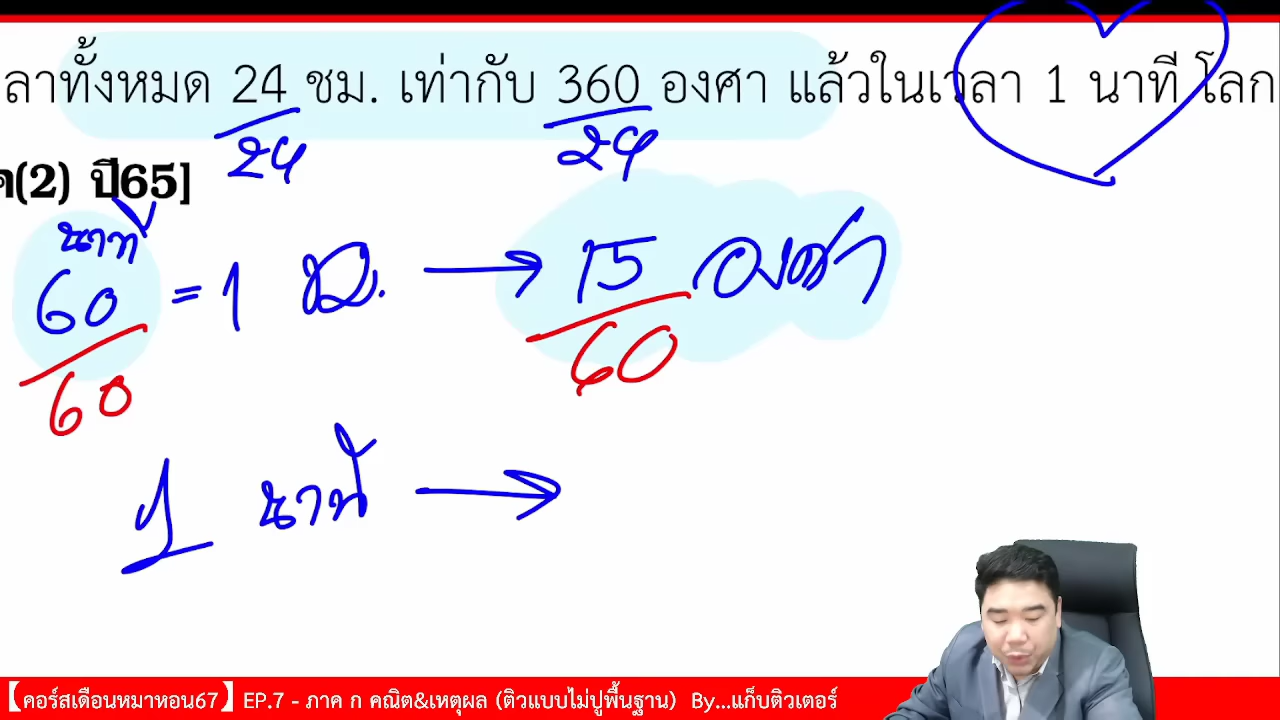 ลาทั้งหมด 24 ชม. เท่ากับ 360 องศา แล้วในเวลา 1 นาที โลก
24 24
ค(2) ปี65]
นาที
60 = 1 ชม. → 15 องศา
60 60
1 นาที →
【คอร์สเดือนหมาหอน67】 EP.7 - ภาค ก คณิต&เหตุผล (ติวแบบไม่ปูพื้นฐาน) By...แก็บติวเตอร์